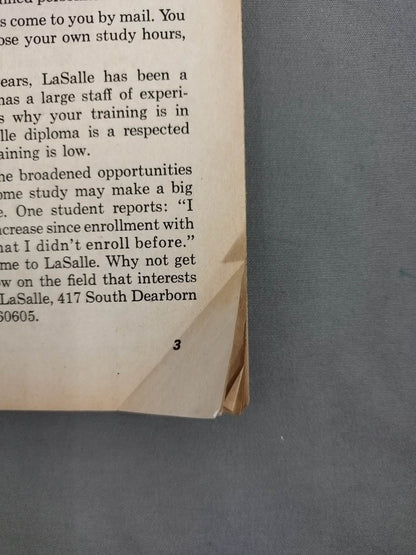 s come to you by mail. You
ose your own study hours,
ears, LaSalle has been a
has a large staff of experi-
s why your training is in
lle diploma is a respected
aining is low.
he broadened opportunities
ome study may make a big
e. One student reports: "I
ncrease since enrollment with
hat I didn't enroll before."
me to LaSalle. Why not get
ow on the field that interests
LaSalle, 417 South Dearborn
60605.
3